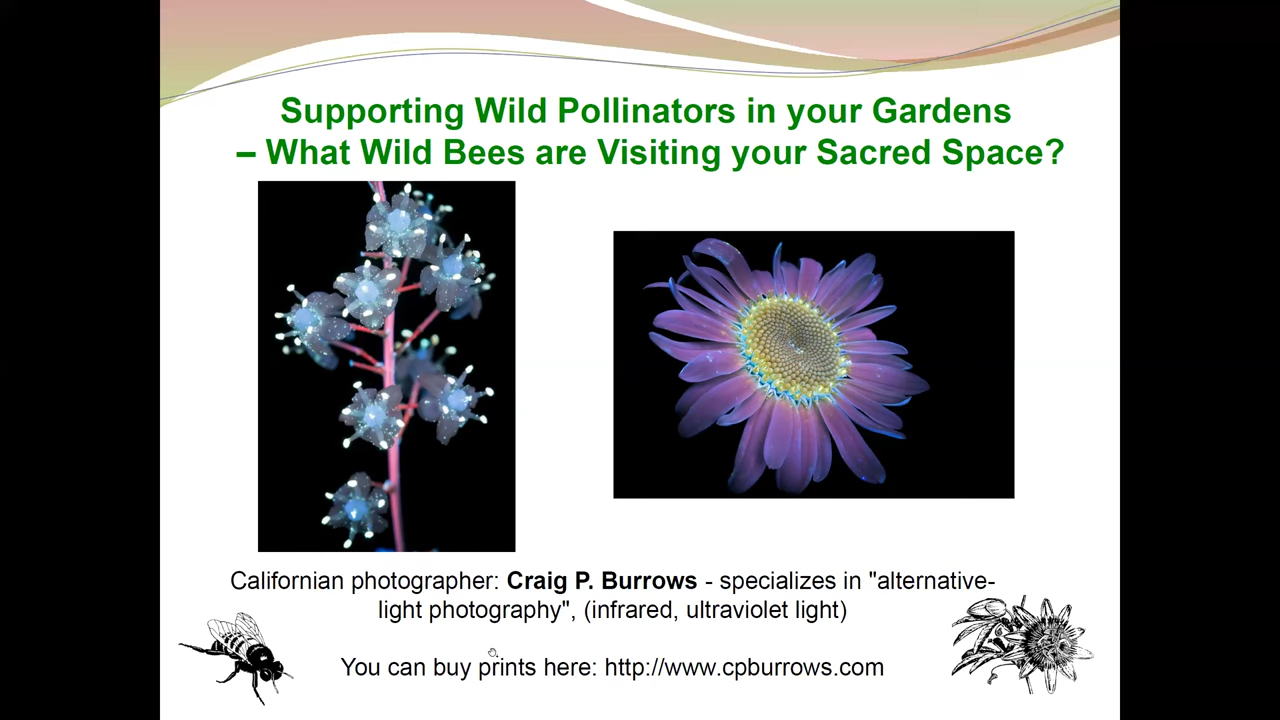 Supporting Wild Pollinators in your Gardens
– What Wild Bees are Visiting your Sacred Space?
Californian photographer: Craig P. Burrows - specializes in "alternative-
light photography", (infrared, ultraviolet light)
You can buy prints here: http://www.cpburrows.com